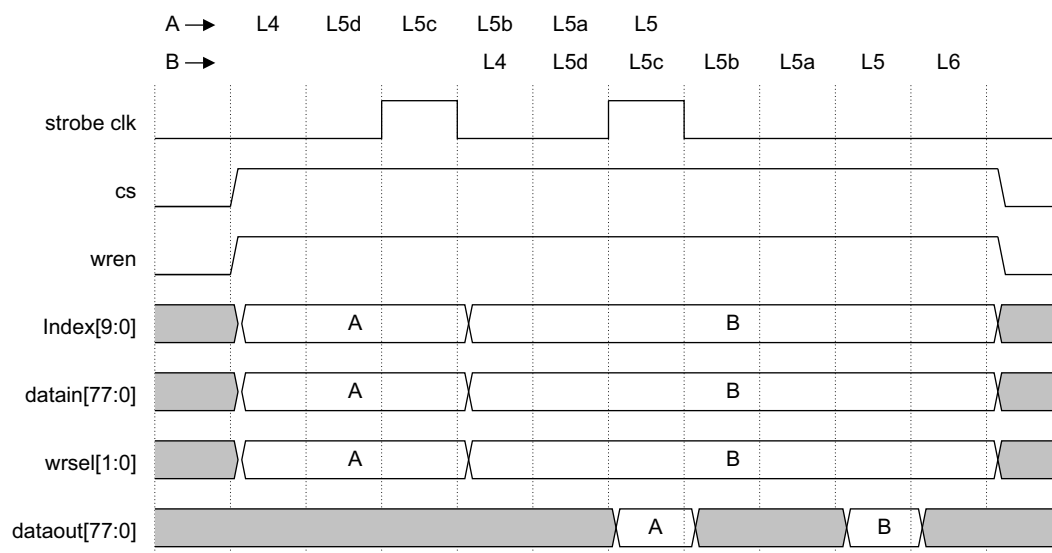 A → L4 L5d L5c L5b L5a L5
B → L4 L5d L5c L5b L5a L5 L6
strobe clk
cs
wren
Index[9:0] A B
datain[77:0] A B
wrsel[1:0] A B
dataout[77:0] A B